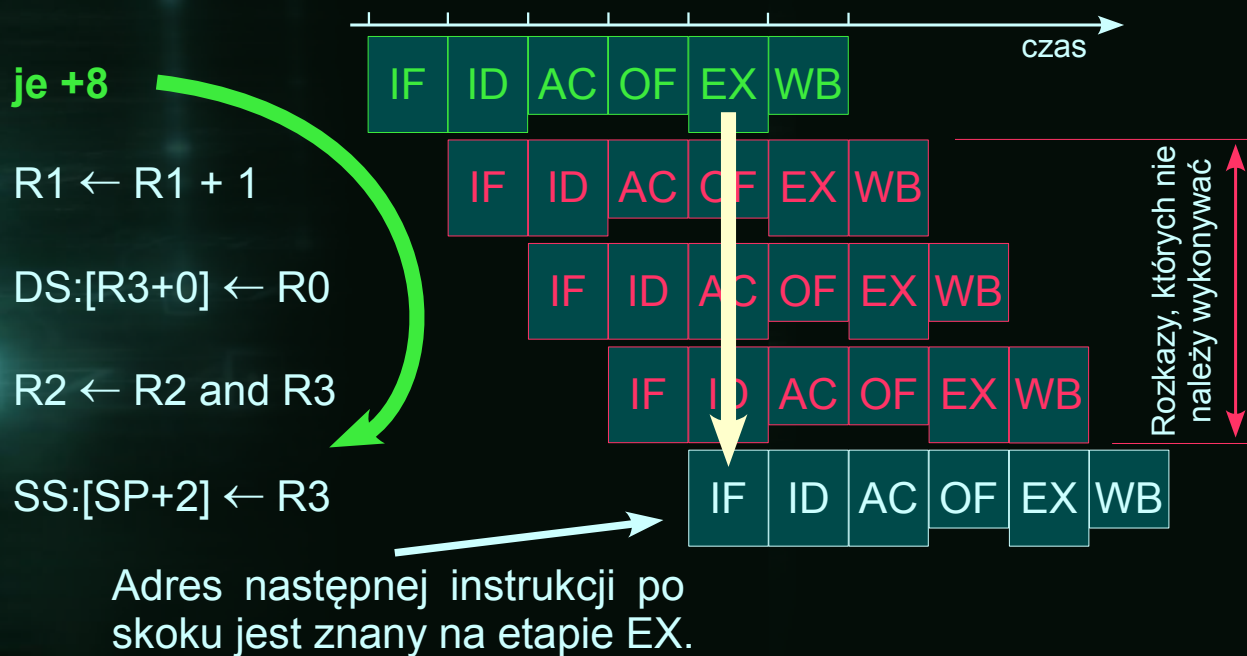 czas
je +8 IF ID AC OF EX WB
R1 ← R1 + 1 IF ID AC OF EX WB
DS:[R3+0] ← R0 IF ID AC OF EX WB
R2 ← R2 and R3 IF ID AC OF EX WB
SS:[SP+2] ← R3 IF ID AC OF EX WB
Rozkazy, których nie
należy wykonywać
Adres następnej instrukcji po
skoku jest znany na etapie EX.